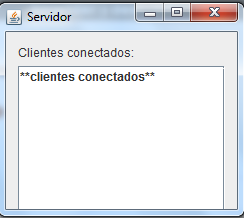 Servidor
Clientes conectados:
**clientes conectados**